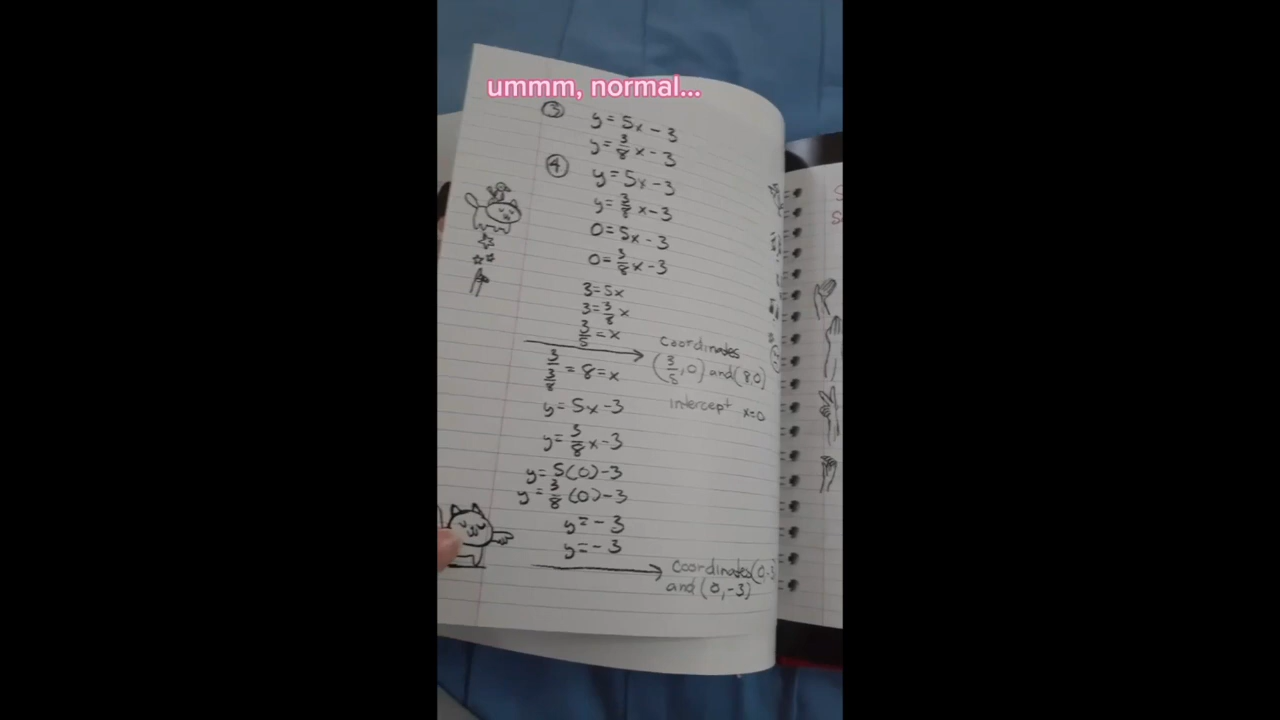 ummm, normal...
③ y = 5x - 3
y = 3/8 x - 3
④ y = 5x - 3
y = 3/8 x - 3
0 = 5x - 3
0 = 3/8 x - 3
3 = 5x
3 = 3/8 x
3/5 = x
coordinates
(3/5, 0) and (8,0)
3/(3/8) = 8 = x
intercept x=0
y = 5x - 3
y = 3/8 x - 3
y = 5(0) - 3
y = 3/8 (0) - 3
y = - 3
y = - 3
coordinates (0,-3
and (0, -3)